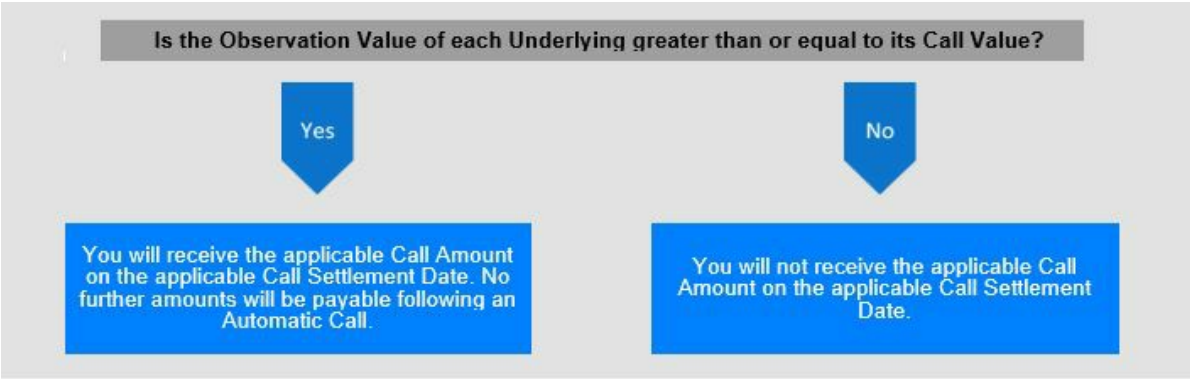 Is the Observation Value of each Underlying greater than or equal to its Call Value?
Yes
No
You will receive the applicable Call Amount
on the applicable Call Settlement Date. No
further amounts will be payable following an
Automatic Call.
You will not receive the applicable Call
Amount on the applicable Call Settlement
Date.